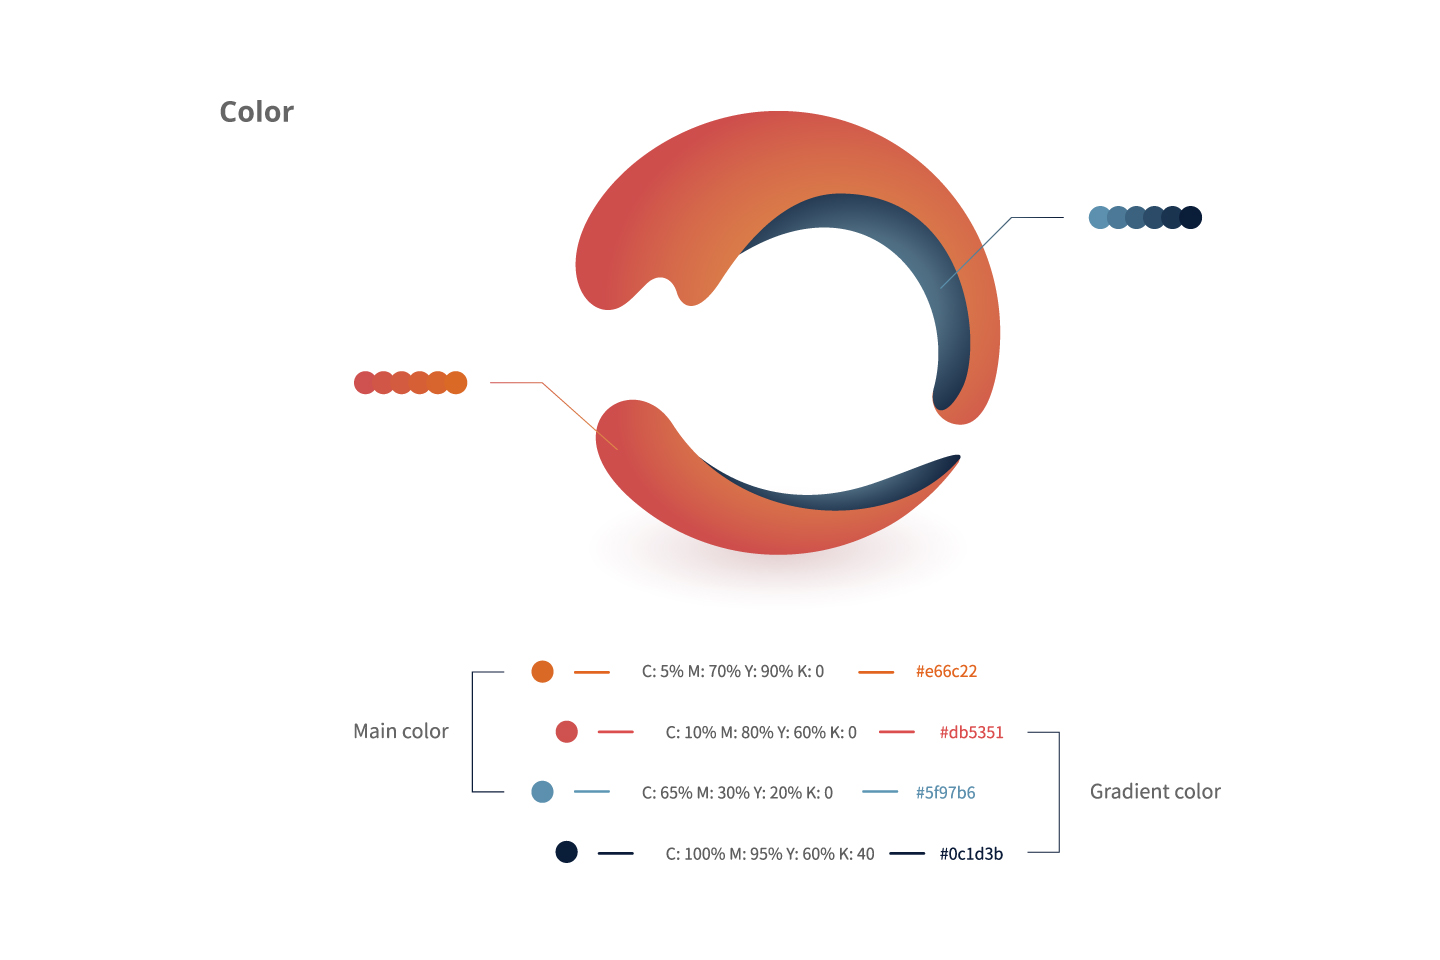 Color
C: 5% M: 70% Y: 90% K: 0 #e66c22
Main color
C: 10% M: 80% Y: 60% K: 0 #db5351
C: 65% M: 30% Y: 20% K: 0 #5f97b6
Gradient color
C: 100% M: 95% Y: 60% K: 40 #0c1d3b